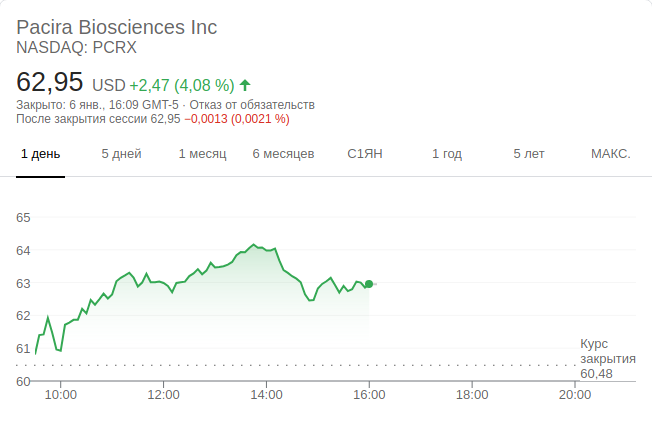 Pacira Biosciences Inc
NASDAQ: PCRX
62,95 USD +2,47 (4,08 %)
Закрыто: 6 янв., 16:09 GMT-5 · Отказ от обязательств
После закрытия сессии 62,95 −0,0013 (0,0021 %)
1 день 5 дней 1 месяц 6 месяцев С1ЯН 1 год 5 лет МАКС.
65
64
63
62
61
60
Курс
закрытия
60,48
10:00 12:00 14:00 16:00 18:00 20:00